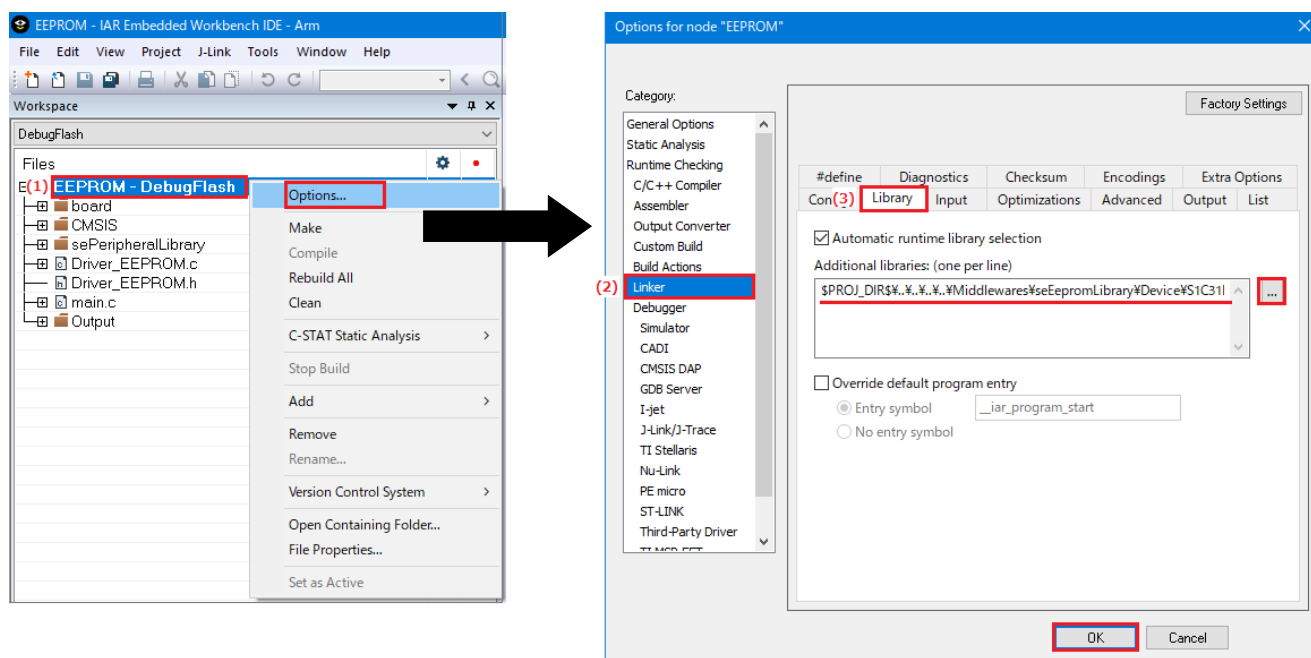 EEPROM - IAR Embedded Workbench IDE - Arm
File Edit View Project J-Link Tools Window Help
Workspace
DebugFlash
Files
(1) EEPROM - DebugFlash
board
CMSIS
sePeripheralLibrary
Driver_EEPROM.c
Driver_EEPROM.h
main.c
Output
Options...
Make
Compile
Rebuild All
Clean
C-STAT Static Analysis
Stop Build
Add
Remove
Rename...
Version Control System
Open Containing Folder...
File Properties...
Set as Active
Options for node "EEPROM"
Category:
General Options
Static Analysis
Runtime Checking
C/C++ Compiler
Assembler
Output Converter
Custom Build
Build Actions
(2) Linker
Debugger
Simulator
CADI
CMSIS DAP
GDB Server
I-jet
J-Link/J-Trace
TI Stellaris
Nu-Link
PE micro
ST-LINK
Third-Party Driver
Factory Settings
#define Diagnostics Checksum Encodings Extra Options
Con (3) Library Input Optimizations Advanced Output List
Automatic runtime library selection
Additional libraries: (one per line)
$PROJ_DIR$¥..¥..¥..¥..¥Middlewares¥seEepromLibrary¥Device¥S1C31
...
Override default program entry
Entry symbol __iar_program_start
No entry symbol
OK Cancel